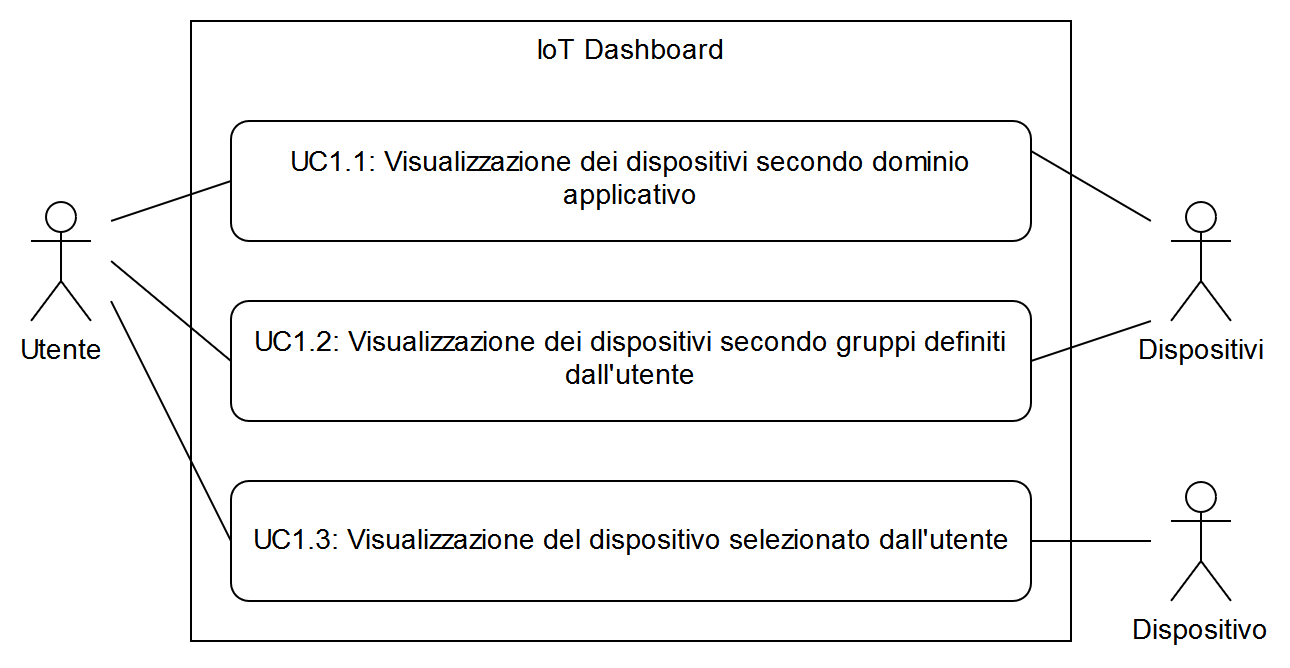 IoT Dashboard
UC1.1: Visualizzazione dei dispositivi secondo dominio
applicativo
Utente
UC1.2: Visualizzazione dei dispositivi secondo gruppi definiti
dall'utente
Dispositivi
UC1.3: Visualizzazione del dispositivo selezionato dall'utente
Dispositivo